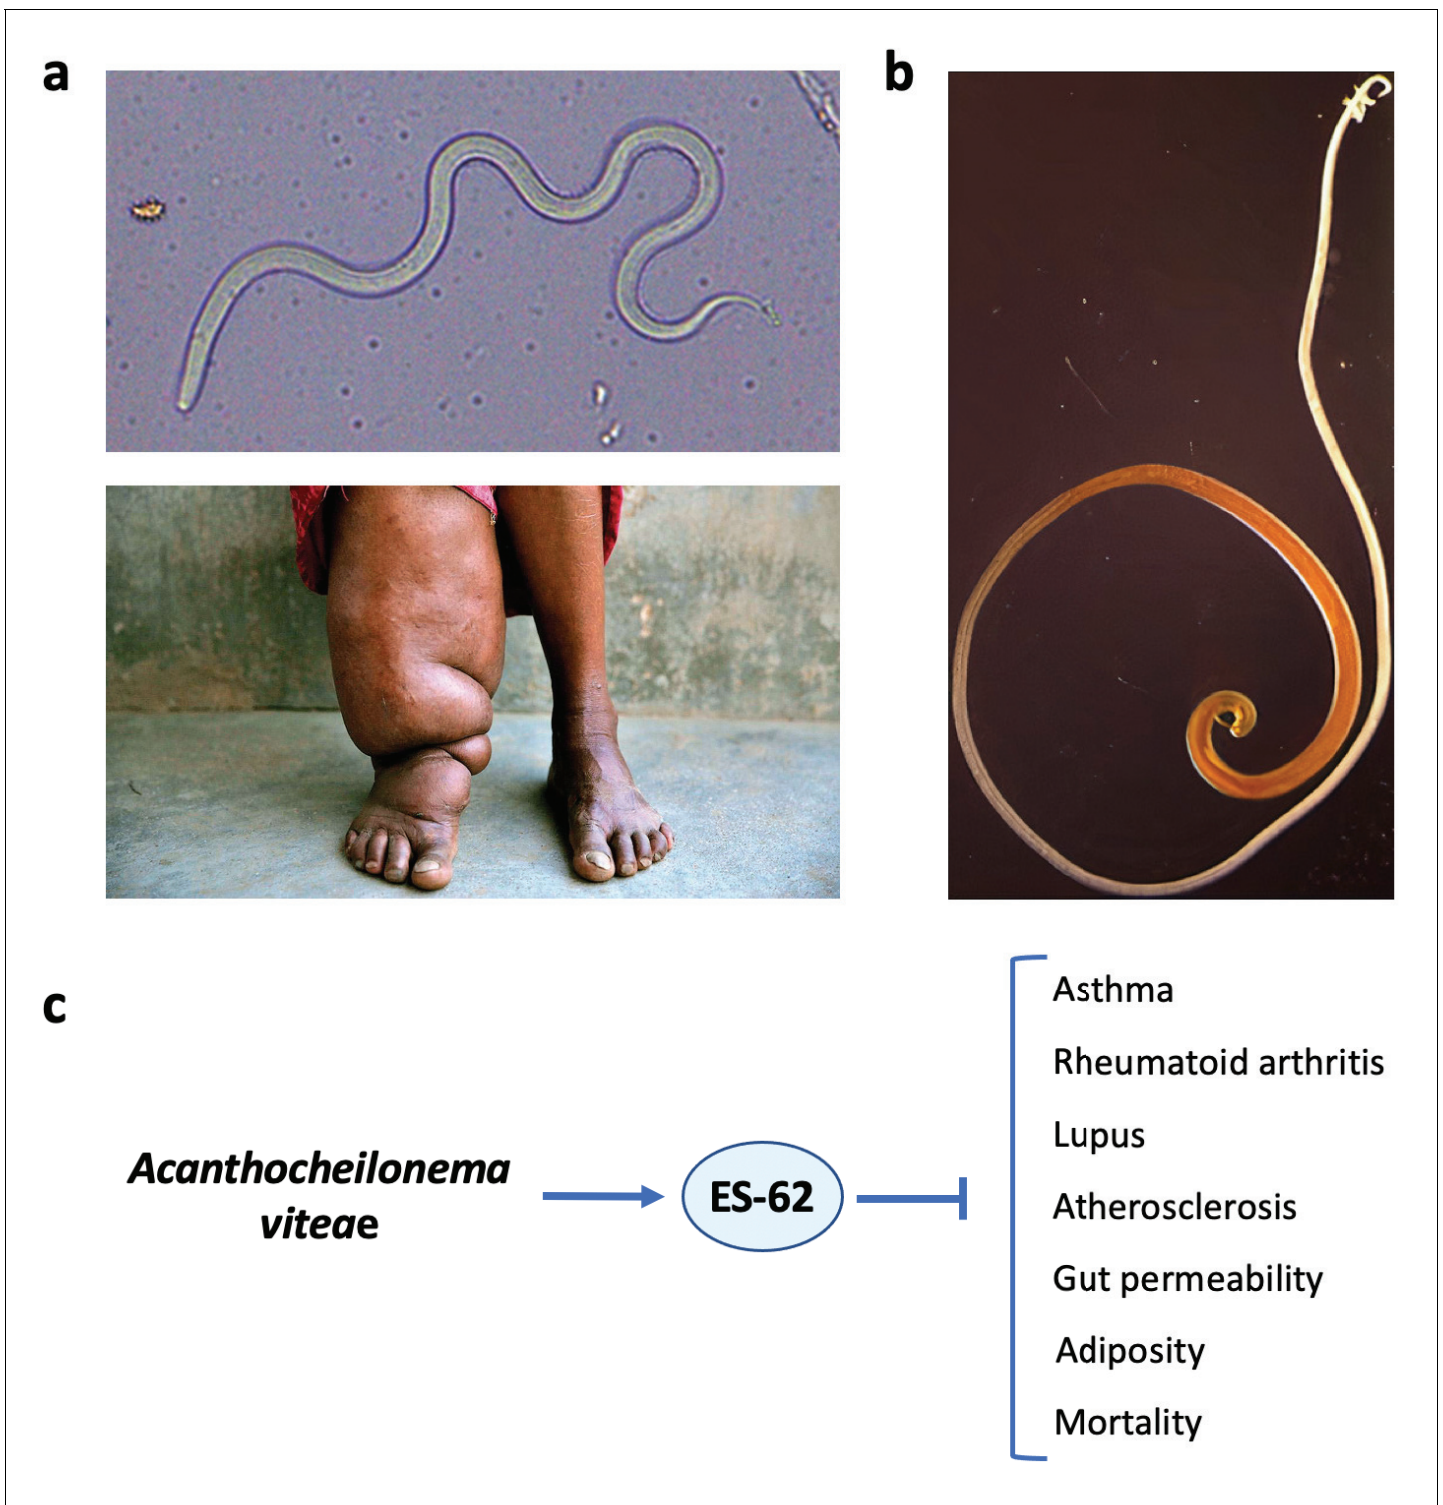 a
b
c
Acanthocheilonema
viteae
ES-62
Asthma
Rheumatoid arthritis
Lupus
Atherosclerosis
Gut permeability
Adiposity
Mortality